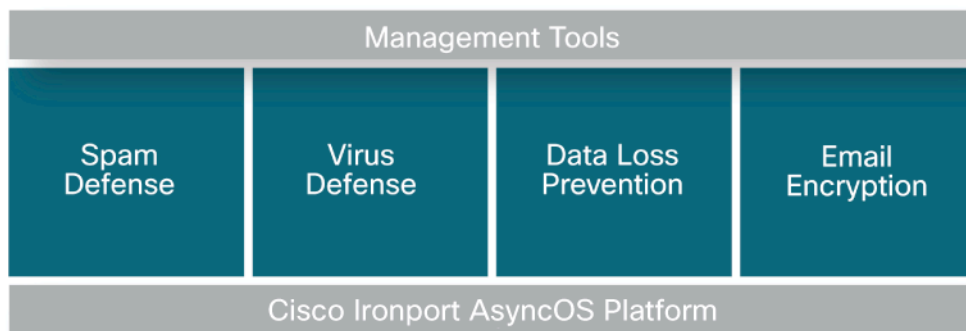 Management Tools
Spam
Defense
Virus
Defense
Data Loss
Prevention
Email
Encryption
Cisco Ironport AsyncOS Platform